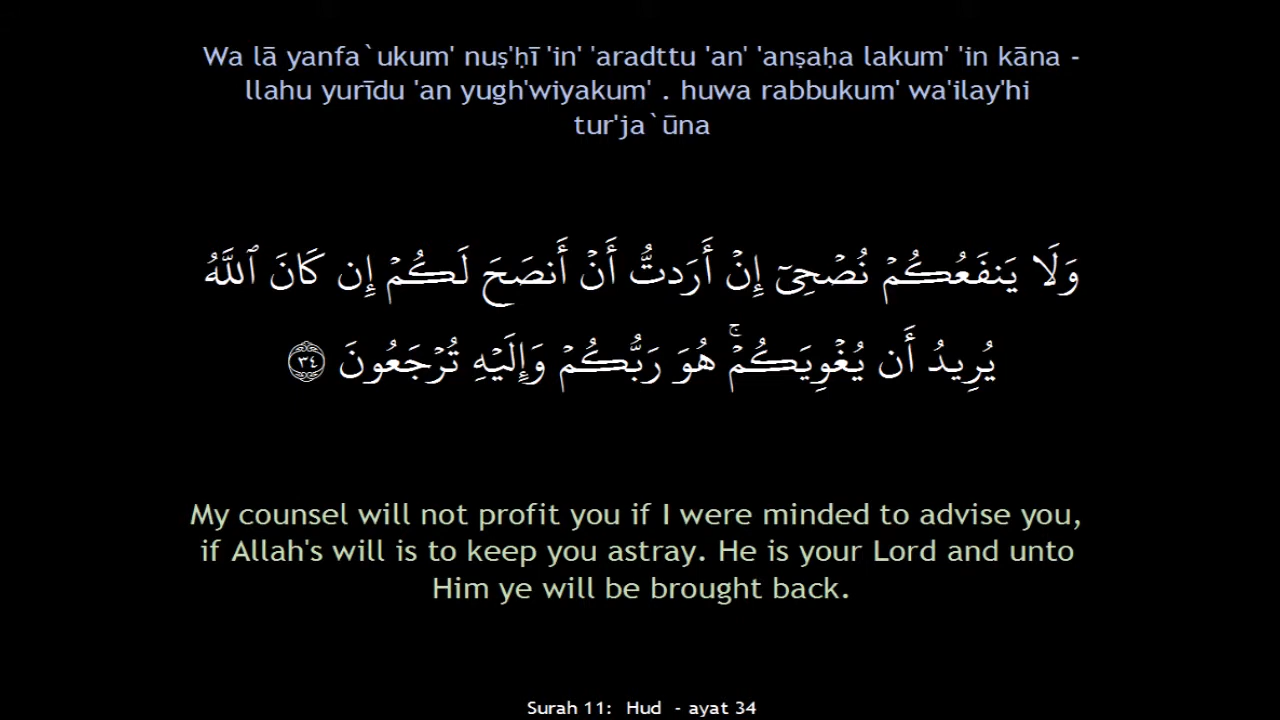 Wa lā yanfa`ukum' nuṣ'ḥī 'in' 'aradttu 'an' 'anṣaḥa lakum' 'in kāna -
llahu yurīdu 'an yugh'wiyakum' . huwa rabbukum' wa'ilay'hi
tur'ja`ūna
وَلَا يَنفَعُكُمْ نُصْحِىٓ إِنْ أَرَدتُّ أَنْ أَنصَحَ لَكُمْ إِن كَانَ ٱللَّهُ
يُرِيدُ أَن يُغْوِيَكُمْ ۚ هُوَ رَبُّكُمْ وَإِلَيْهِ تُرْجَعُونَ ۝٣٤
My counsel will not profit you if I were minded to advise you,
if Allah's will is to keep you astray. He is your Lord and unto
Him ye will be brought back.
Surah 11:  Hud  - ayat 34